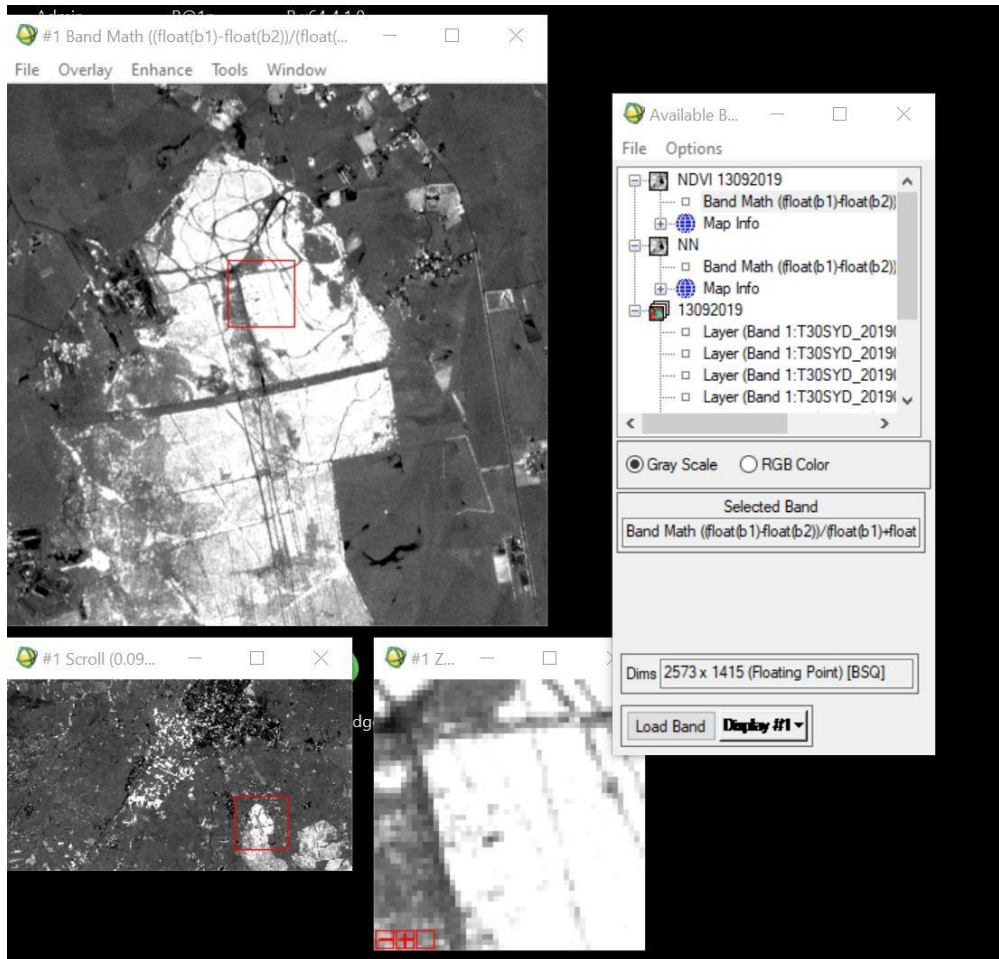 #1 Band Math ((float(b1)-float(b2))/(float(...
File Overlay Enhance Tools Window
Available B...
File Options
NDVI 13092019
Band Math ((float(b1)-float(b2))
Map Info
NN
Band Math ((float(b1)-float(b2))
Map Info
13092019
Layer (Band 1:T30SYD_2019
Layer (Band 1:T30SYD_2019
Layer (Band 1:T30SYD_2019
Layer (Band 1:T30SYD_2019
Gray Scale RGB Color
Selected Band
Band Math ((float(b1)-float(b2))/(float(b1)+float
Dims 2573 x 1415 (Floating Point) [BSQ]
Load Band Display #1
#1 Scroll (0.09...
#1 Z...
dg